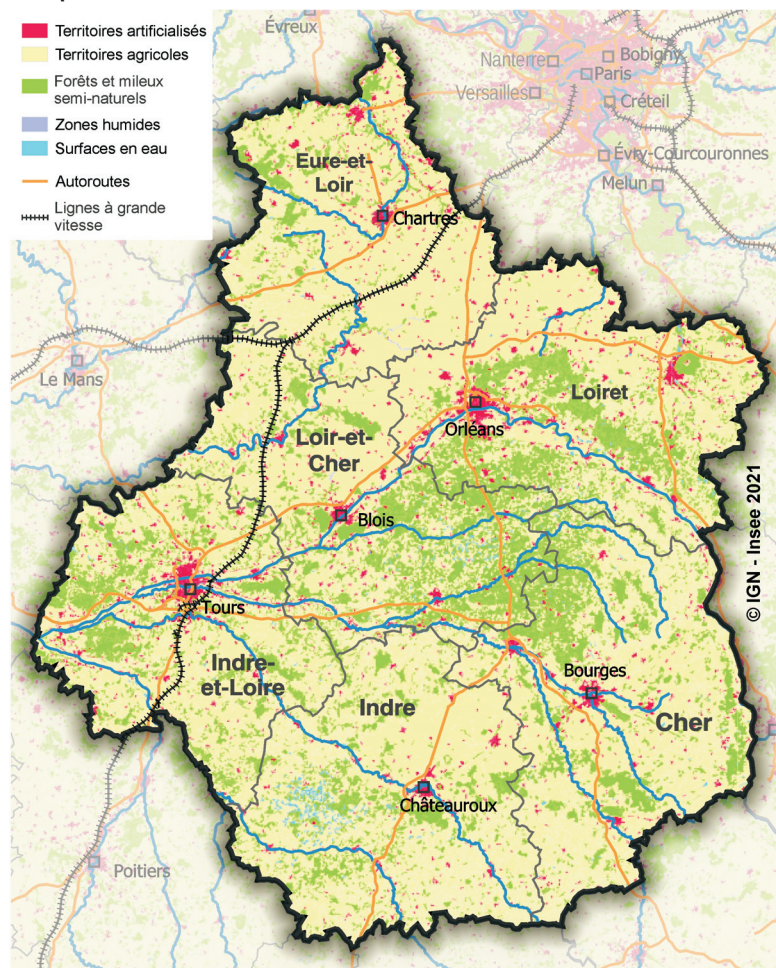 Territoires artificialisés
Territoires agricoles
Forêts et mileux
semi-naturels
Zones humides
Surfaces en eau
Autoroutes
Lignes à grande
vitesse
Évreux
Nanterre
Bobigny
Paris
Versailles
Créteil
Évry-Courcouronnes
Melun
Eure-et-
Loir
Chartres
Le Mans
Loiret
Orléans
Loir-et-
Cher
Blois
Tours
Indre-
et-Loire
Indre
Bourges
Cher
Châteauroux
Poitiers
© IGN - Insee 2021